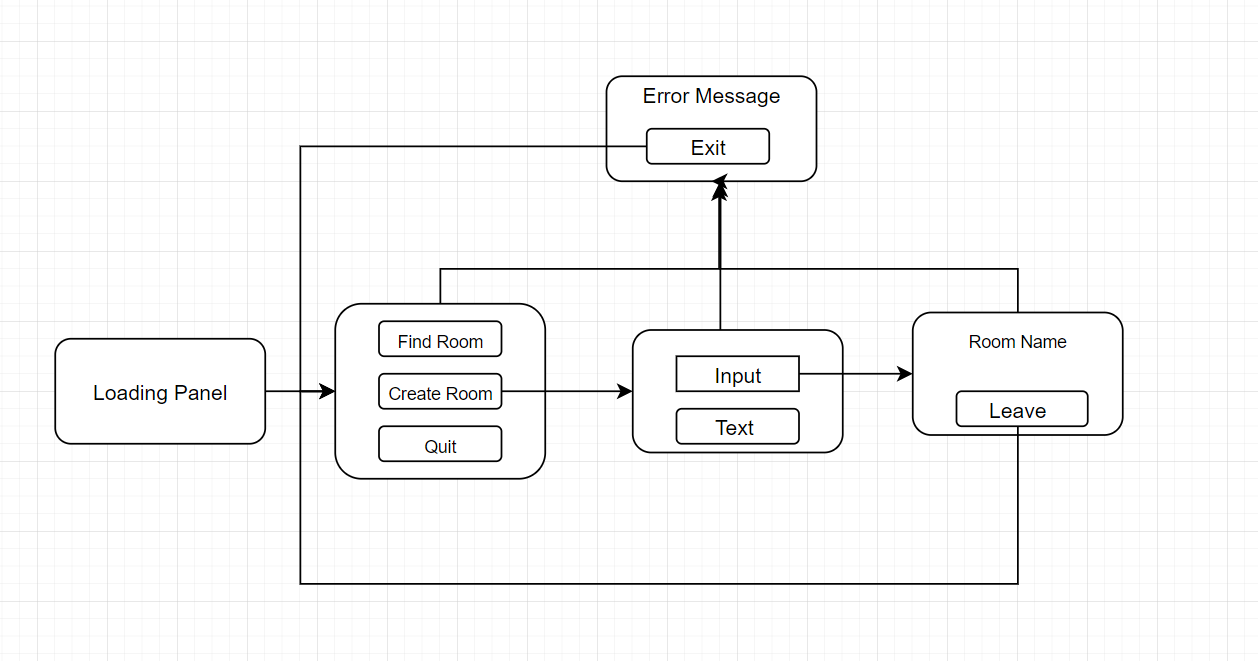 Error Message
Exit
Loading Panel
Find Room
Create Room
Quit
Input
Text
Room Name
Leave